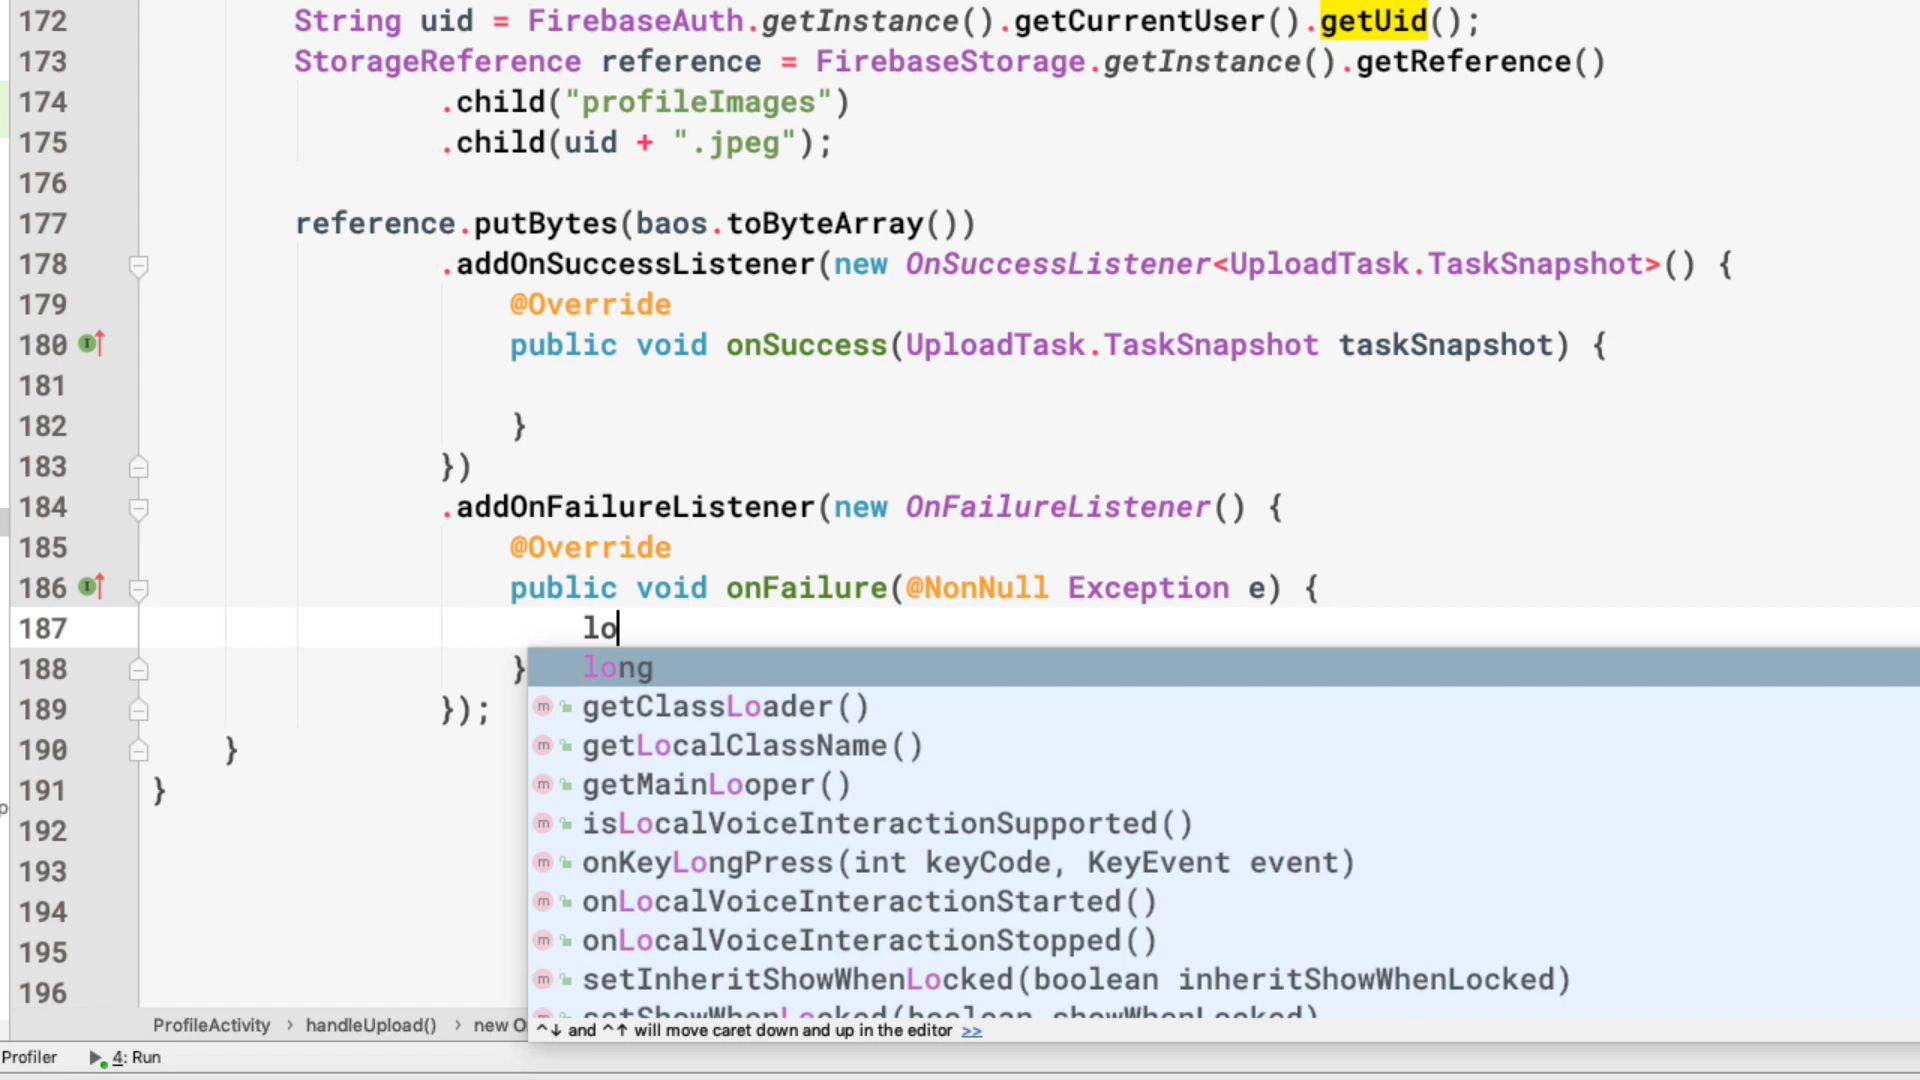 172 String uid = FirebaseAuth.getInstance().getCurrentUser().getUid();
173 StorageReference reference = FirebaseStorage.getInstance().getReference()
174 .child("profileImages")
175 .child(uid + ".jpeg");
176
177 reference.putBytes(baos.toByteArray())
178 .addOnSuccessListener(new OnSuccessListener<UploadTask.TaskSnapshot>() {
179 @Override
180 public void onSuccess(UploadTask.TaskSnapshot taskSnapshot) {
181
182 }
183 })
184 .addOnFailureListener(new OnFailureListener() {
185 @Override
186 public void onFailure(@NonNull Exception e) {
187 lo
188 }
long
189 });
m getClassLoader()
190 }
m getLocalClassName()
191 }
m getMainLooper()
192
m isLocalVoiceInteractionSupported()
193
m onKeyLongPress(int keyCode, KeyEvent event)
194
m onLocalVoiceInteractionStarted()
195
m onLocalVoiceInteractionStopped()
196
m setInheritShowWhenLocked(boolean inheritShowWhenLocked)
setShowWhenLocked(boolean showWhenLocked)
ProfileActivity > handleUpload() > new O
^↓ and ^↑ will move caret down and up in the editor >>
Profiler 4: Run